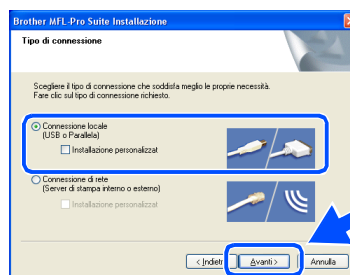 Brother MFL-Pro Suite Installazione
Tipo di connessione
Scegliere il tipo di connessione che soddisfa meglio le proprie necessità.
Fare clic sul tipo di connessione richiesto.
Connessione locale
(USB o Parallela)
Installazione personalizzat
Connessione di rete
(Server di stampa interno o esterno)
Installazione personalizzat
< Indietr
Avanti >
Annulla